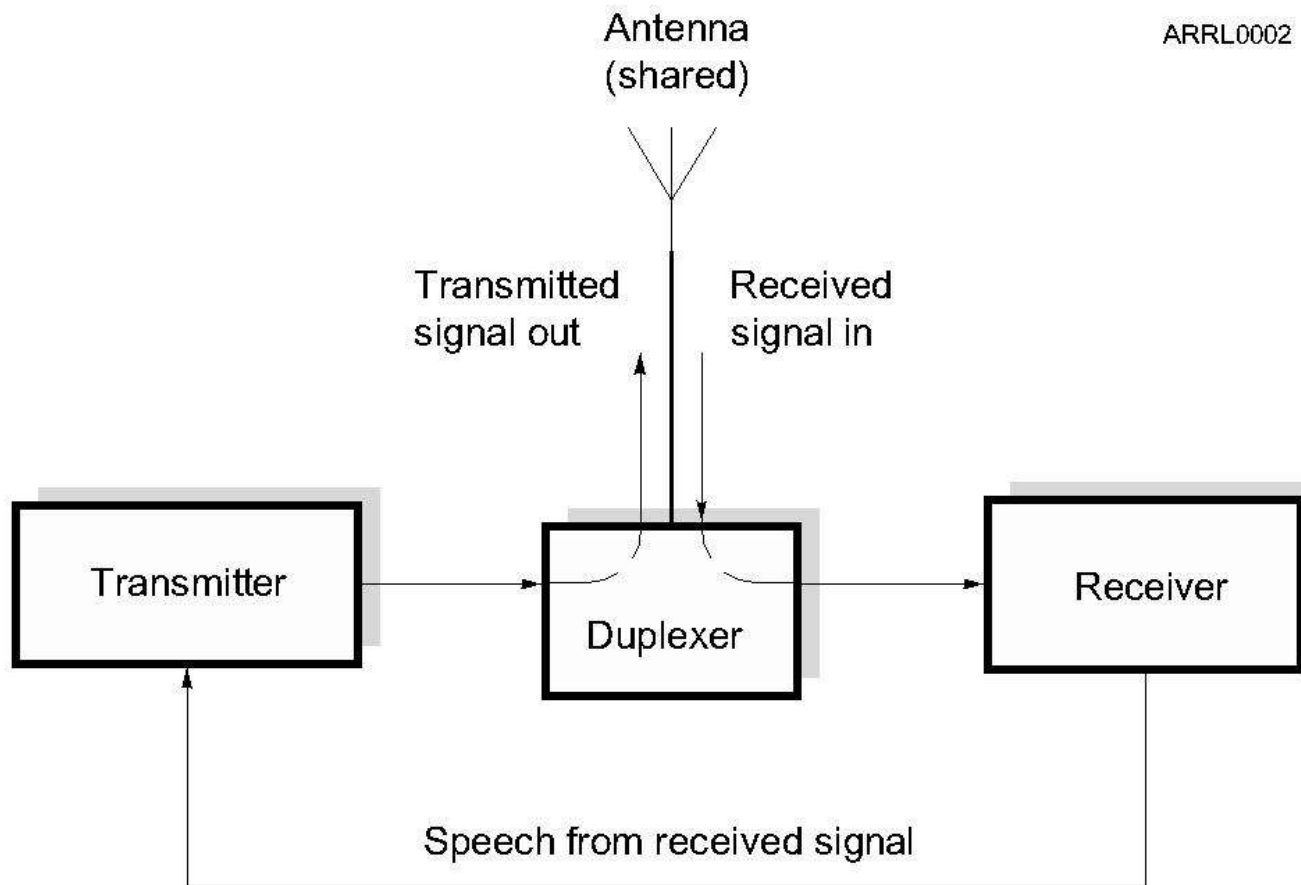 Antenna
(shared)
ARRL0002
Transmitted
signal out
Received
signal in
Transmitter
Duplexer
Receiver
Speech from received signal